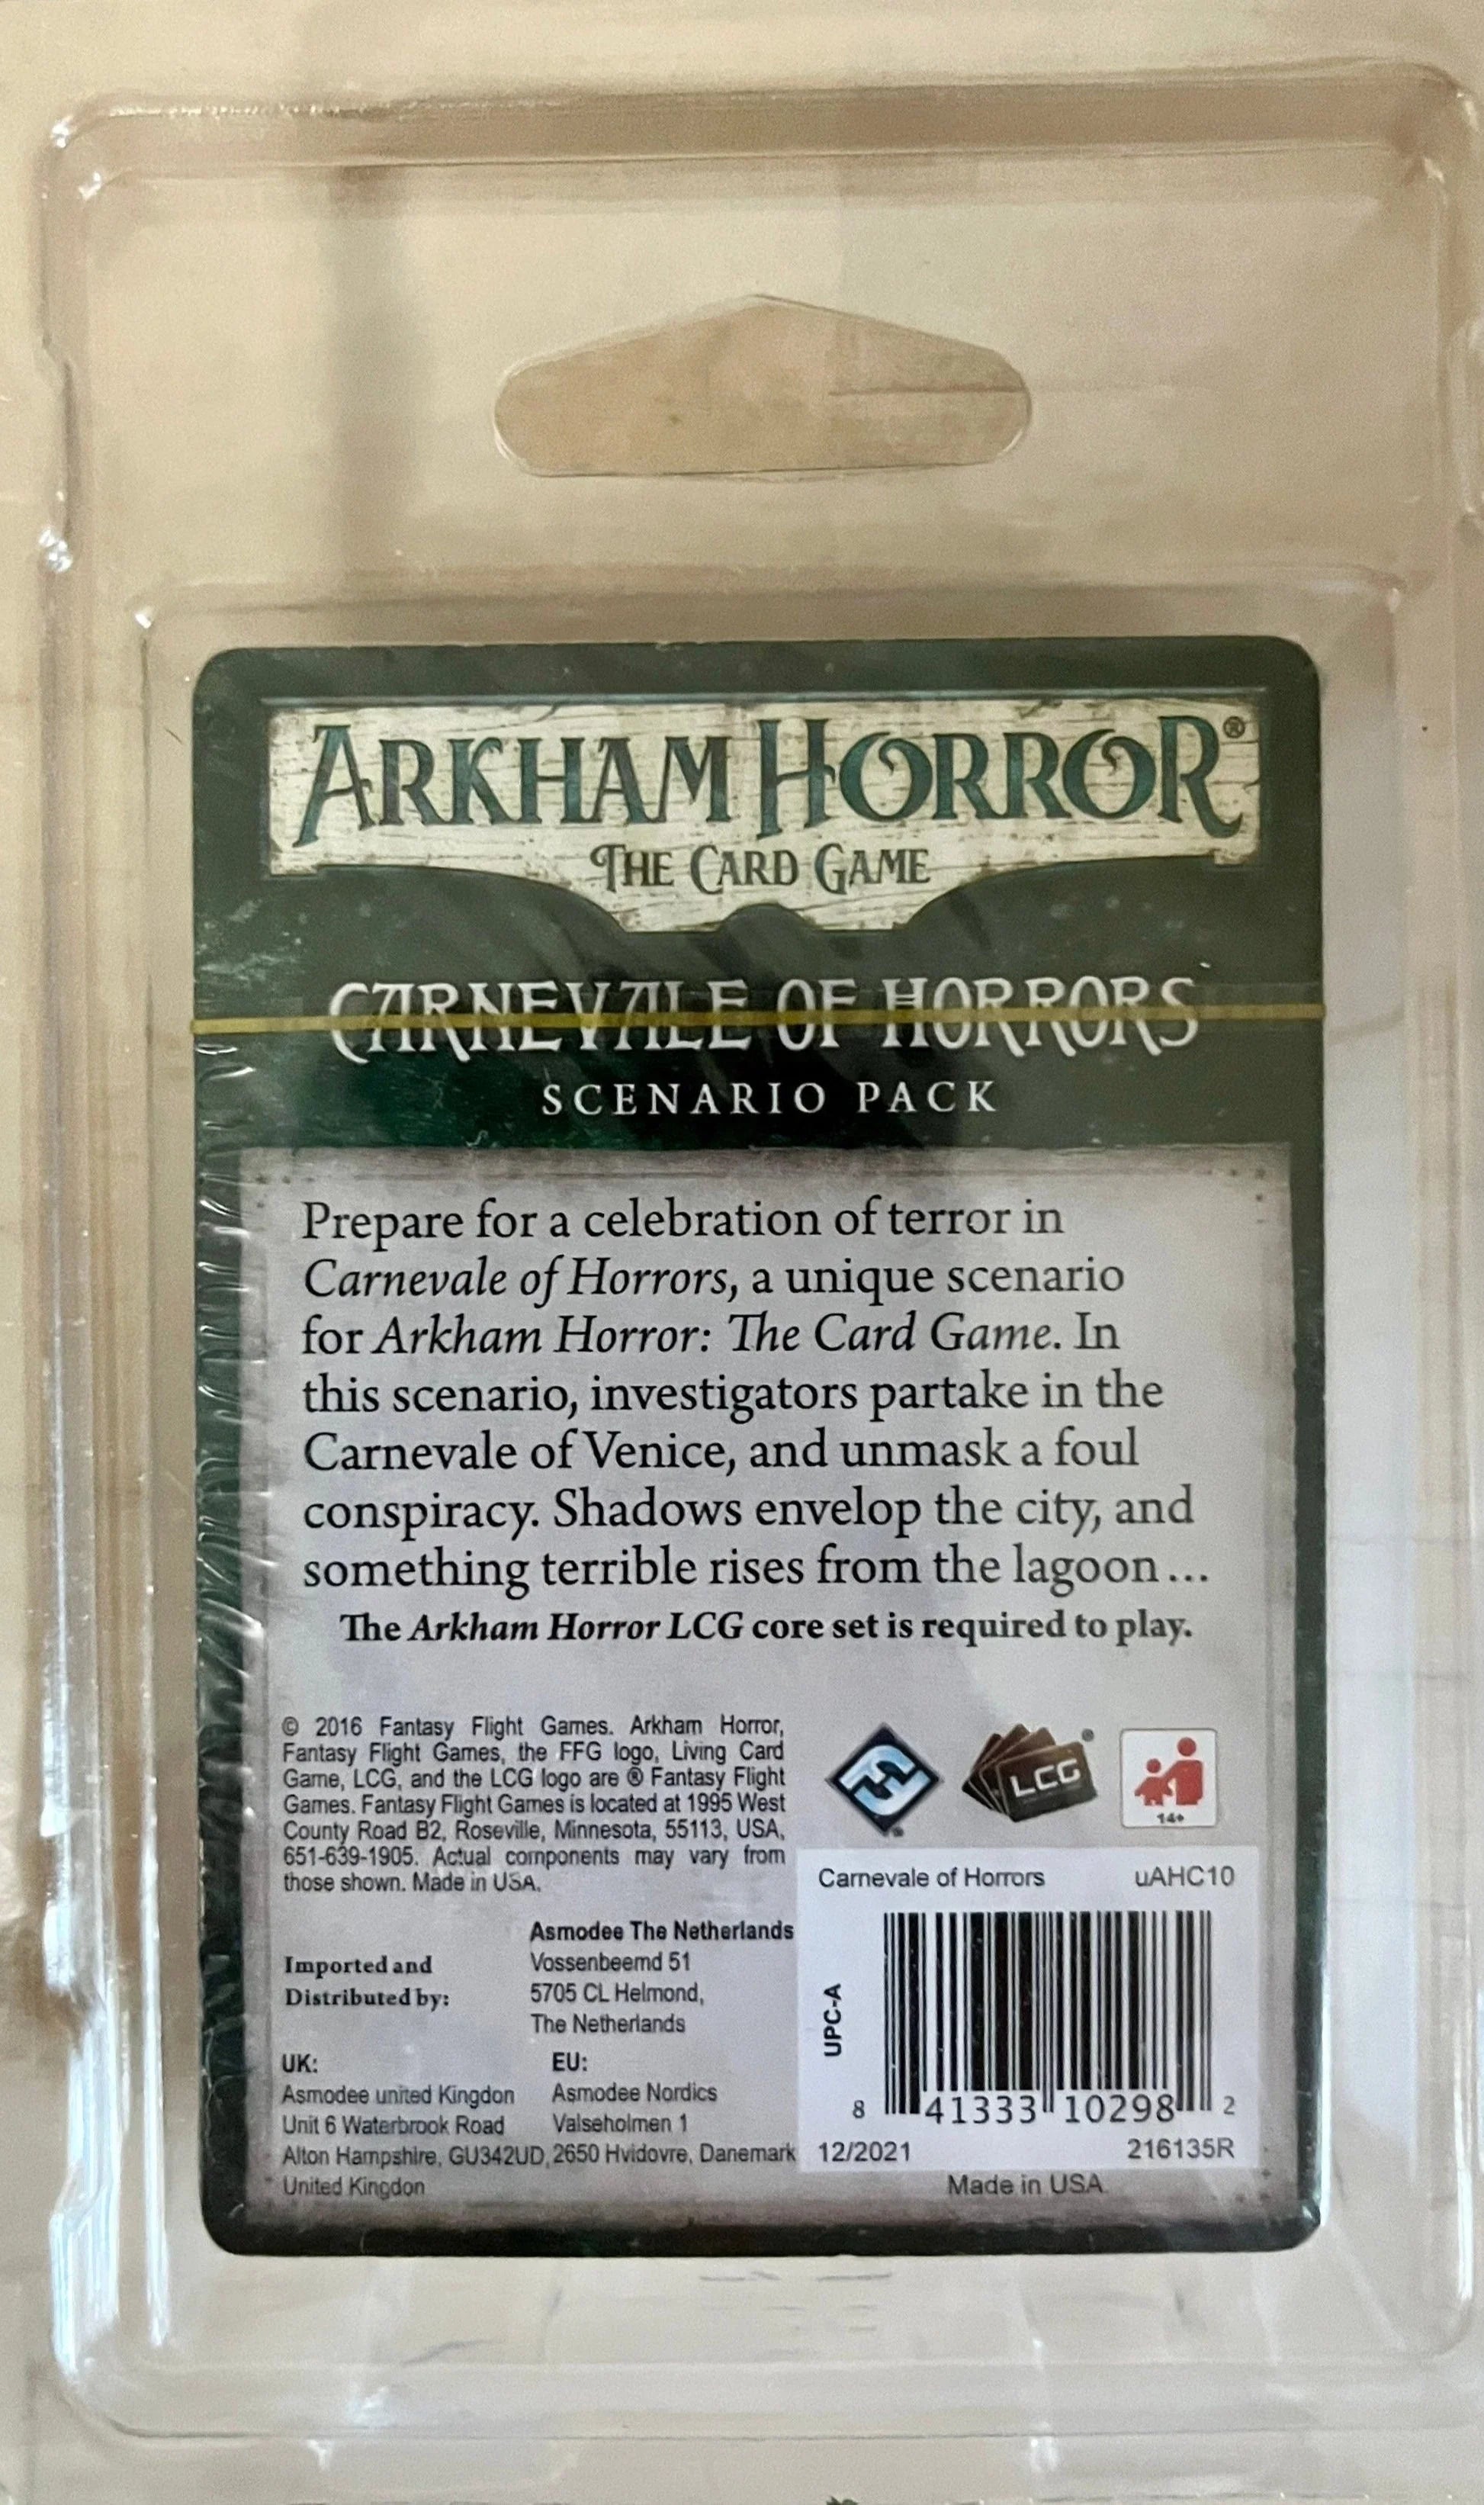 ARKHAM HORROR®
THE CARD GAME
CARNEVALE OF HORRORS
SCENARIO PACK
Prepare for a celebration of terror in
Carnevale of Horrors, a unique scenario
for Arkham Horror: The Card Game. In
this scenario, investigators partake in the
Carnevale of Venice, and unmask a foul
conspiracy. Shadows envelop the city, and
something terrible rises from the lagoon...
The Arkham Horror LCG core set is required to play.
© 2016 Fantasy Flight Games. Arkham Horror,
Fantasy Flight Games, the FFG logo, Living Card
Game, LCG, and the LCG logo are ® Fantasy Flight
Games. Fantasy Flight Games is located at 1995 West
County Road B2, Roseville, Minnesota, 55113, USA,
651-639-1905. Actual components may vary from
those shown. Made in USA.
LCG®
14+
Imported and
Distributed by:
Asmodee The Netherlands
Vossenbeemd 51
5705 CL Helmond,
The Netherlands
UK:
Asmodee united Kingdon
Unit 6 Waterbrook Road
Alton Hampshire, GU342UD,
United Kingdon
EU:
Asmodee Nordics
Valseholmen 1
2650 Hvidovre, Danemark
Carnevale of Horrors uAHC10
UPC-A
8 41333 10298 2
12/2021 216135R
Made in USA